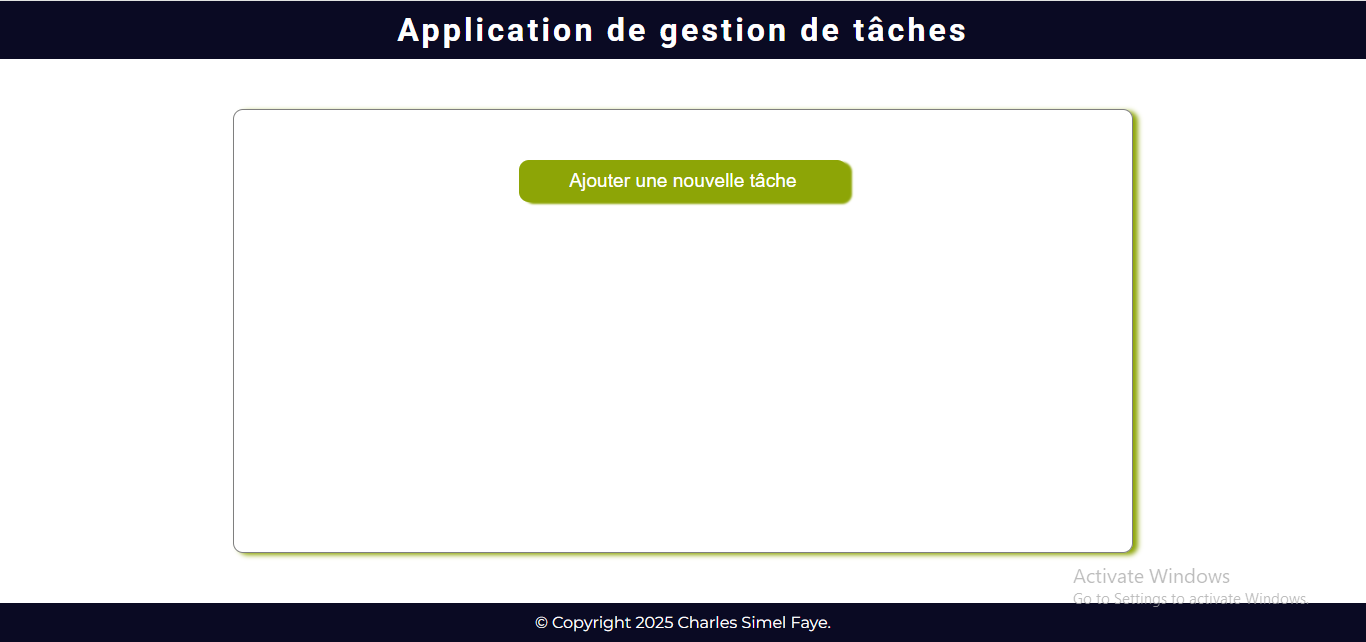 Application de gestion de tâches
Ajouter une nouvelle tâche
Activate Windows
Go to Settings to activate Windows.
© Copyright 2025 Charles Simel Faye.